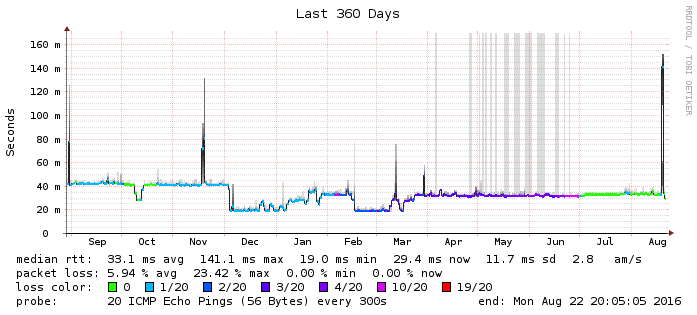 Last 360 Days
RRDTOOL / TOBI OETIKER
Seconds
160 m
140 m
120 m
100 m
80 m
60 m
40 m
20 m
0
Sep Oct Nov Dec Jan Feb Mar Apr May Jun Jul Aug
median rtt: 33.1 ms avg 141.1 ms max 19.0 ms min 29.4 ms now 11.7 ms sd 2.8 am/s
packet loss: 5.94 % avg 23.42 % max 0.00 % min 0.00 % now
loss color: 0 1/20 2/20 3/20 4/20 10/20 19/20
probe: 20 ICMP Echo Pings (56 Bytes) every 300s end: Mon Aug 22 20:05:05 2016